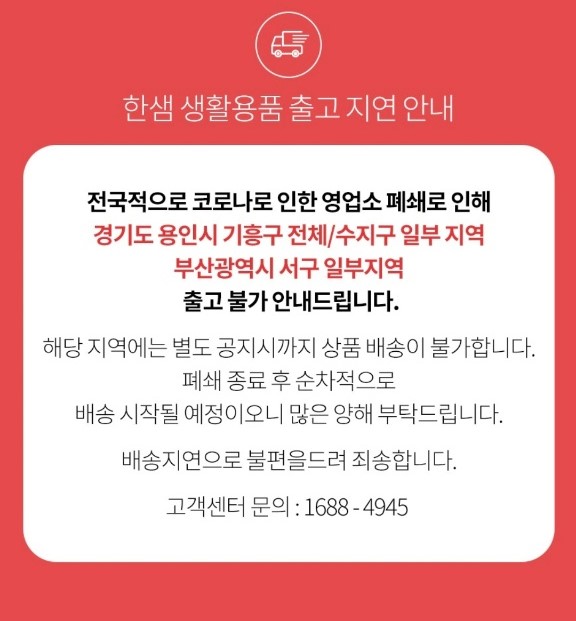 한샘 생활용품 출고 지연 안내
전국적으로 코로나로 인한 영업소 폐쇄로 인해
경기도 용인시 기흥구 전체/수지구 일부 지역
부산광역시 서구 일부지역
출고 불가 안내드립니다.
해당 지역에는 별도 공지시까지 상품 배송이 불가합니다.
폐쇄 종료 후 순차적으로
배송 시작될 예정이오니 많은 양해 부탁드립니다.
배송지연으로 불편을드려 죄송합니다.
고객센터 문의 : 1688 - 4945